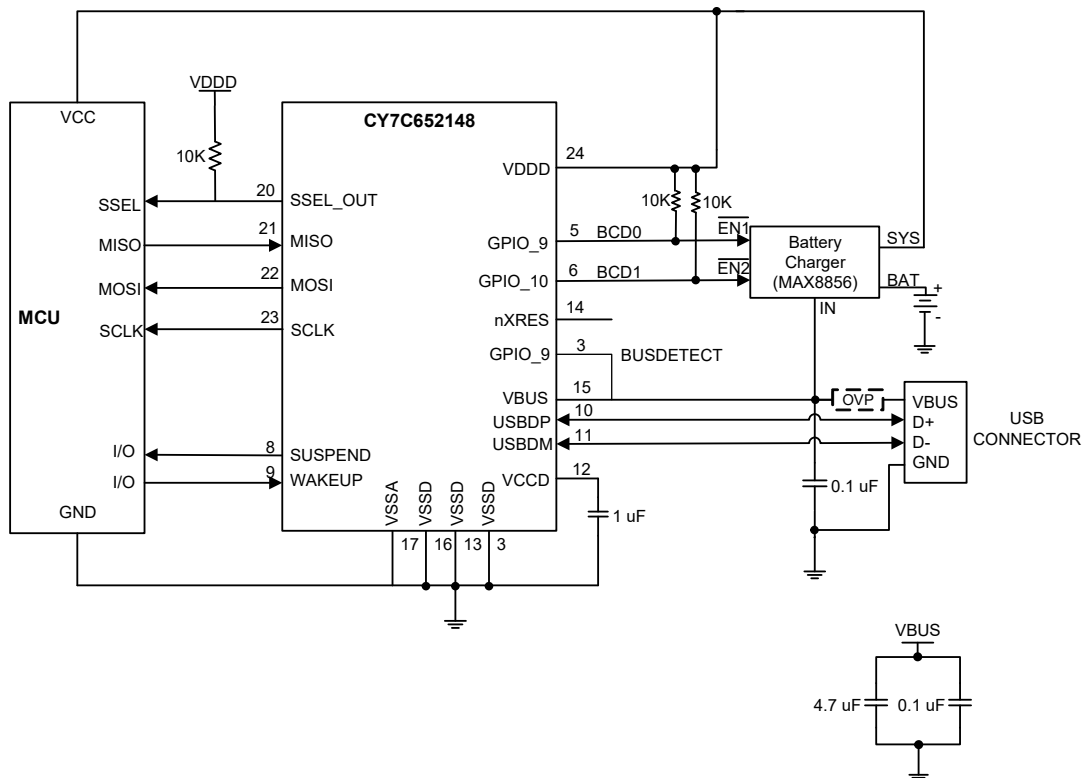 VDDD
VCC
CY7C652148
10K
24
VDDD
10K
10K
20
SSEL
SSEL_OUT
21
MISO
MISO
22
MOSI
MOSI
23
SCLK
SCLK
MCU
5
BCD0
EN1
GPIO_9
6
BCD1
EN2
GPIO_10
Battery
Charger
(MAX8856)
SYS
BAT
+
-
IN
14
nXRES
3
GPIO_9
BUSDETECT
15
VBUS
OVP
VBUS
10
USBDP
D+
11
USBDM
D-
GND
USB
CONNECTOR
I/O
8
SUSPEND
I/O
9
WAKEUP
12
VCCD
0.1 uF
1 uF
GND
VSSA
VSSD
VSSD
VSSD
17
16
13
3
VBUS
4.7 uF
0.1 uF